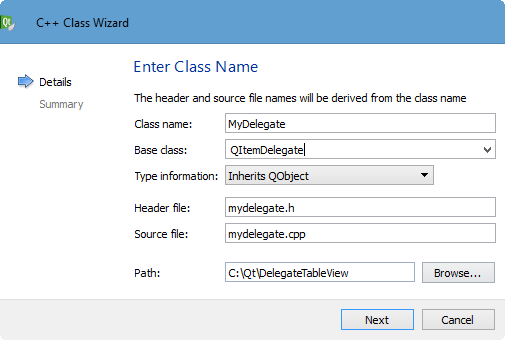 Qt C++ Class Wizard
Enter Class Name
Details
Summary
The header and source file names will be derived from the class name
Class name: MyDelegate
Base class: QItemDelegate
Type information: Inherits QObject
Header file: mydelegate.h
Source file: mydelegate.cpp
Path: C:\Qt\DelegateTableView Browse...
Next Cancel